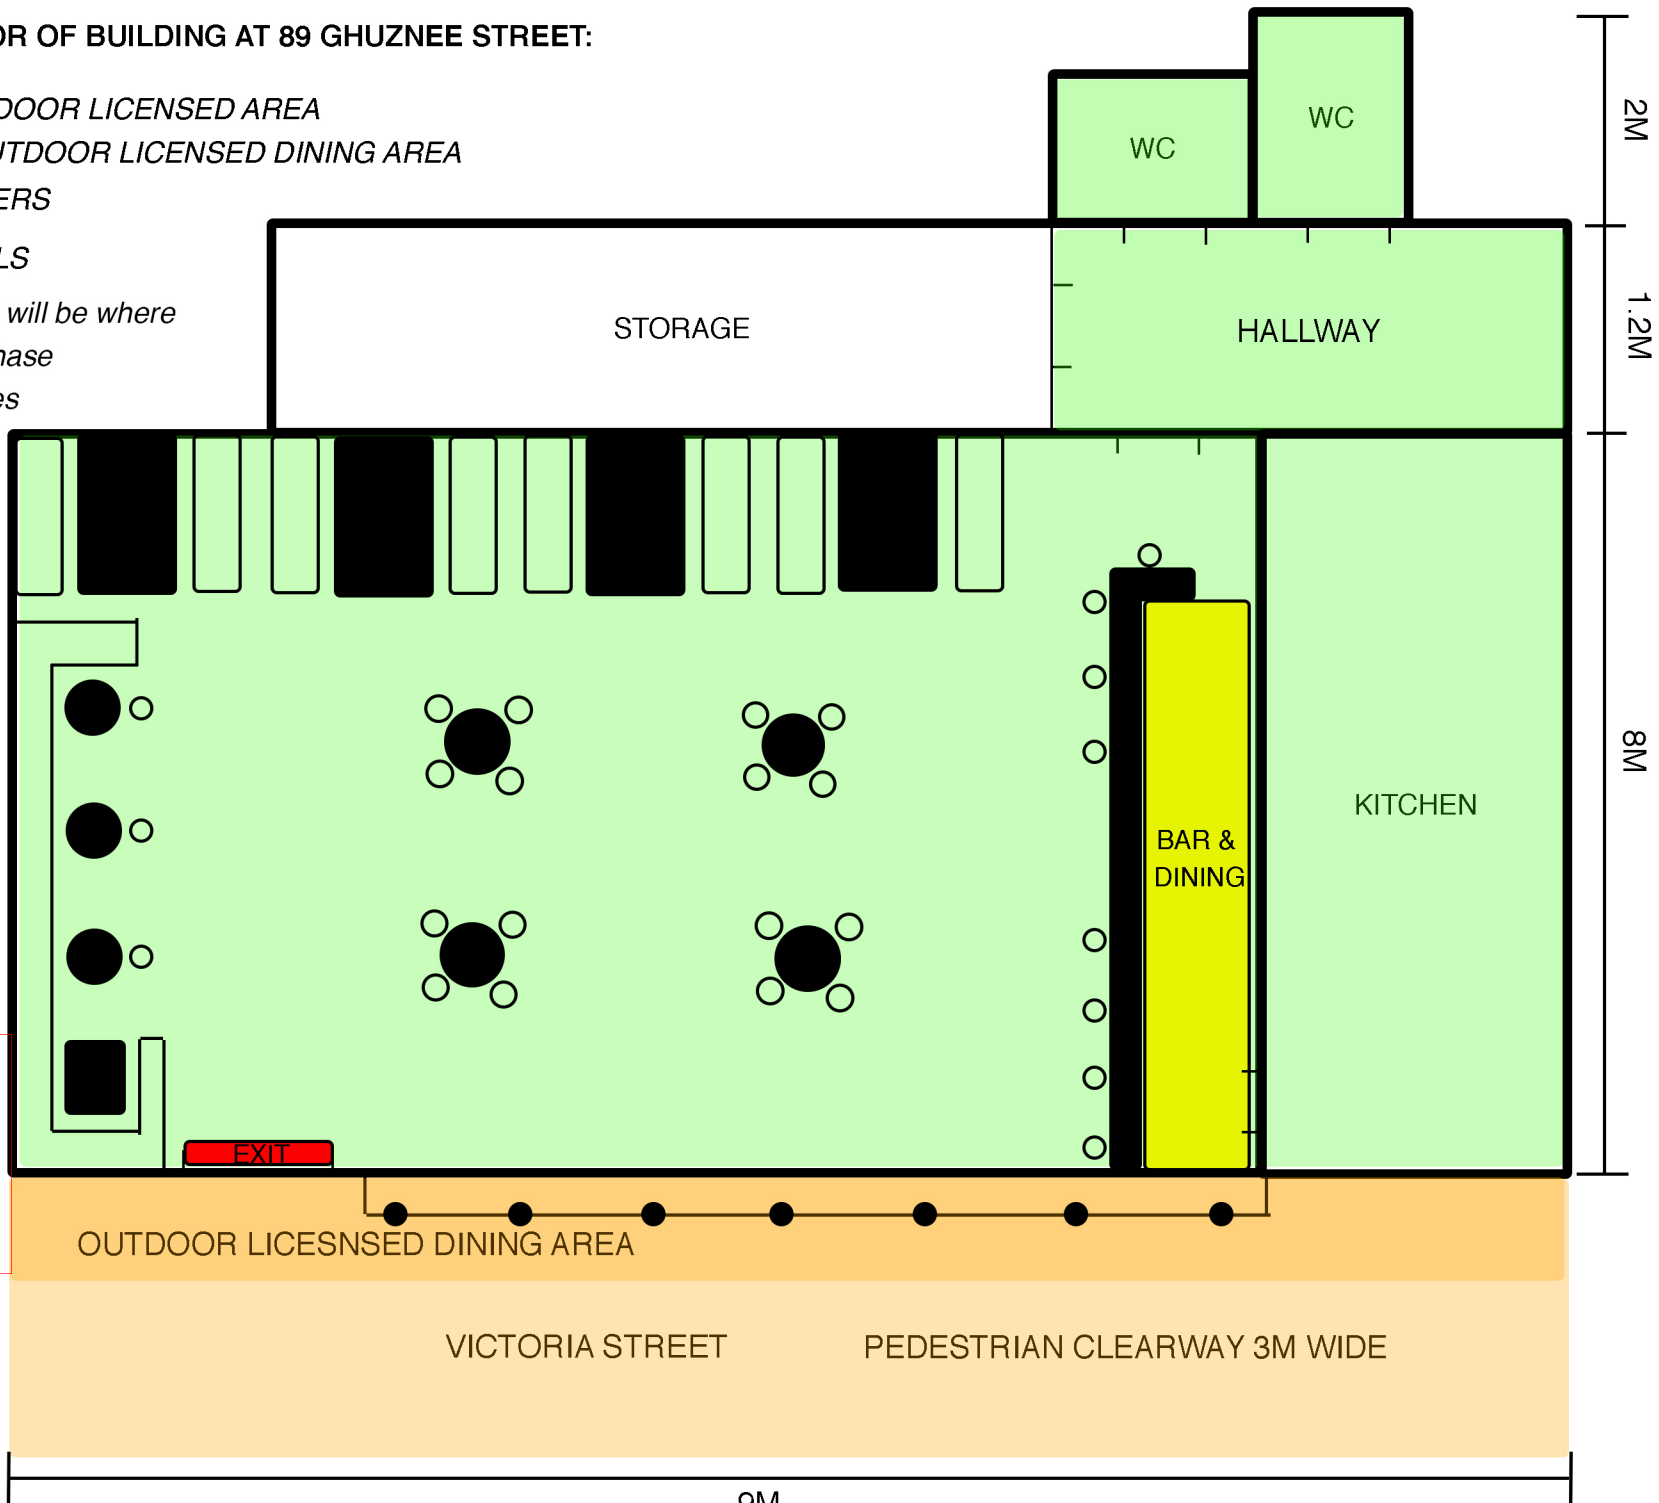 OR OF BUILDING AT 89 GHUZNEE STREET:
DOOR LICENSED AREA
UTDOOR LICENSED DINING AREA
ERS
LS
will be where
hase
es
WC
WC
2M
STORAGE
HALLWAY
1.2M
8M
KITCHEN
BAR &
DINING
EXIT
OUTDOOR LICESNSED DINING AREA
VICTORIA STREET
PEDESTRIAN CLEARWAY 3M WIDE
9M